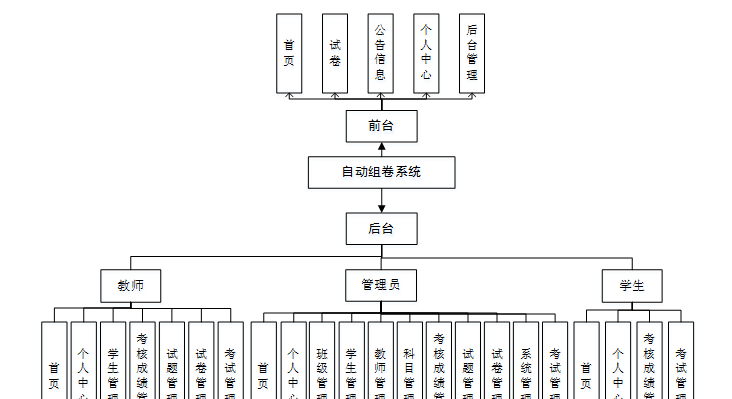 首页
试卷
公告信息
个人中心
后台管理
前台
自动组卷系统
后台
教师
管理员
学生
首页
个人中心
学生管理
考核成绩管
试题管理
试卷管理
考试管理
首页
个人中心
班级管理
学生管理
教师管理
科目管理
考核成绩管
试题管理
试卷管理
系统管理
考试管理
首页
个人中心
考核成绩管
考试管理